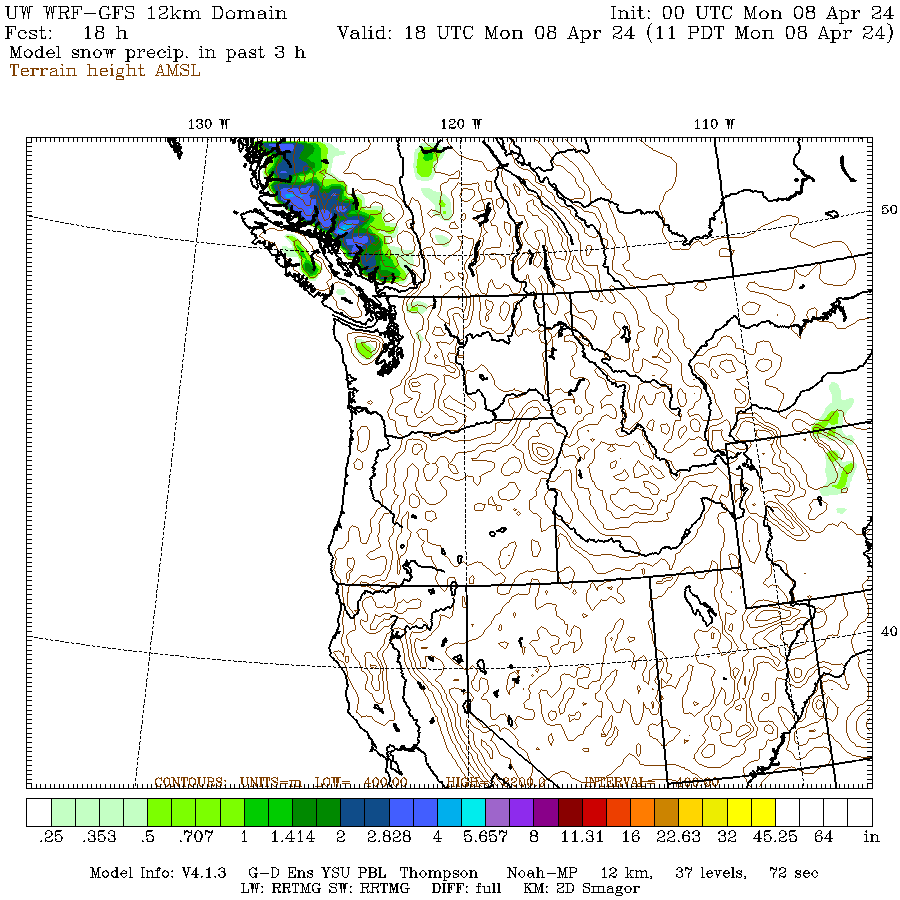 UW WRF-GFS 12km Domain Init: 00 UTC Mon 08 Apr 24
Fcst: 18 h Valid: 18 UTC Mon 08 Apr 24 (11 PDT Mon 08 Apr 24)
Model snow precip. in past 3 h
Terrain height AMSL
130 W 120 W 110 W
50
40
CONTOURS: UNITS=m LOW= 400.00 HIGH= 3200.0 INTERVAL= 400.00
.25 .353 .5 .707 1 1.414 2 2.828 4 5.657 8 11.31 16 22.63 32 45.25 64 in
Model Info: V4.1.3 G-D Ens YSU PBL Thompson Noah-MP 12 km, 37 levels, 72 sec
LW: RRTMG SW: RRTMG DIFF: full KM: 2D Smagor